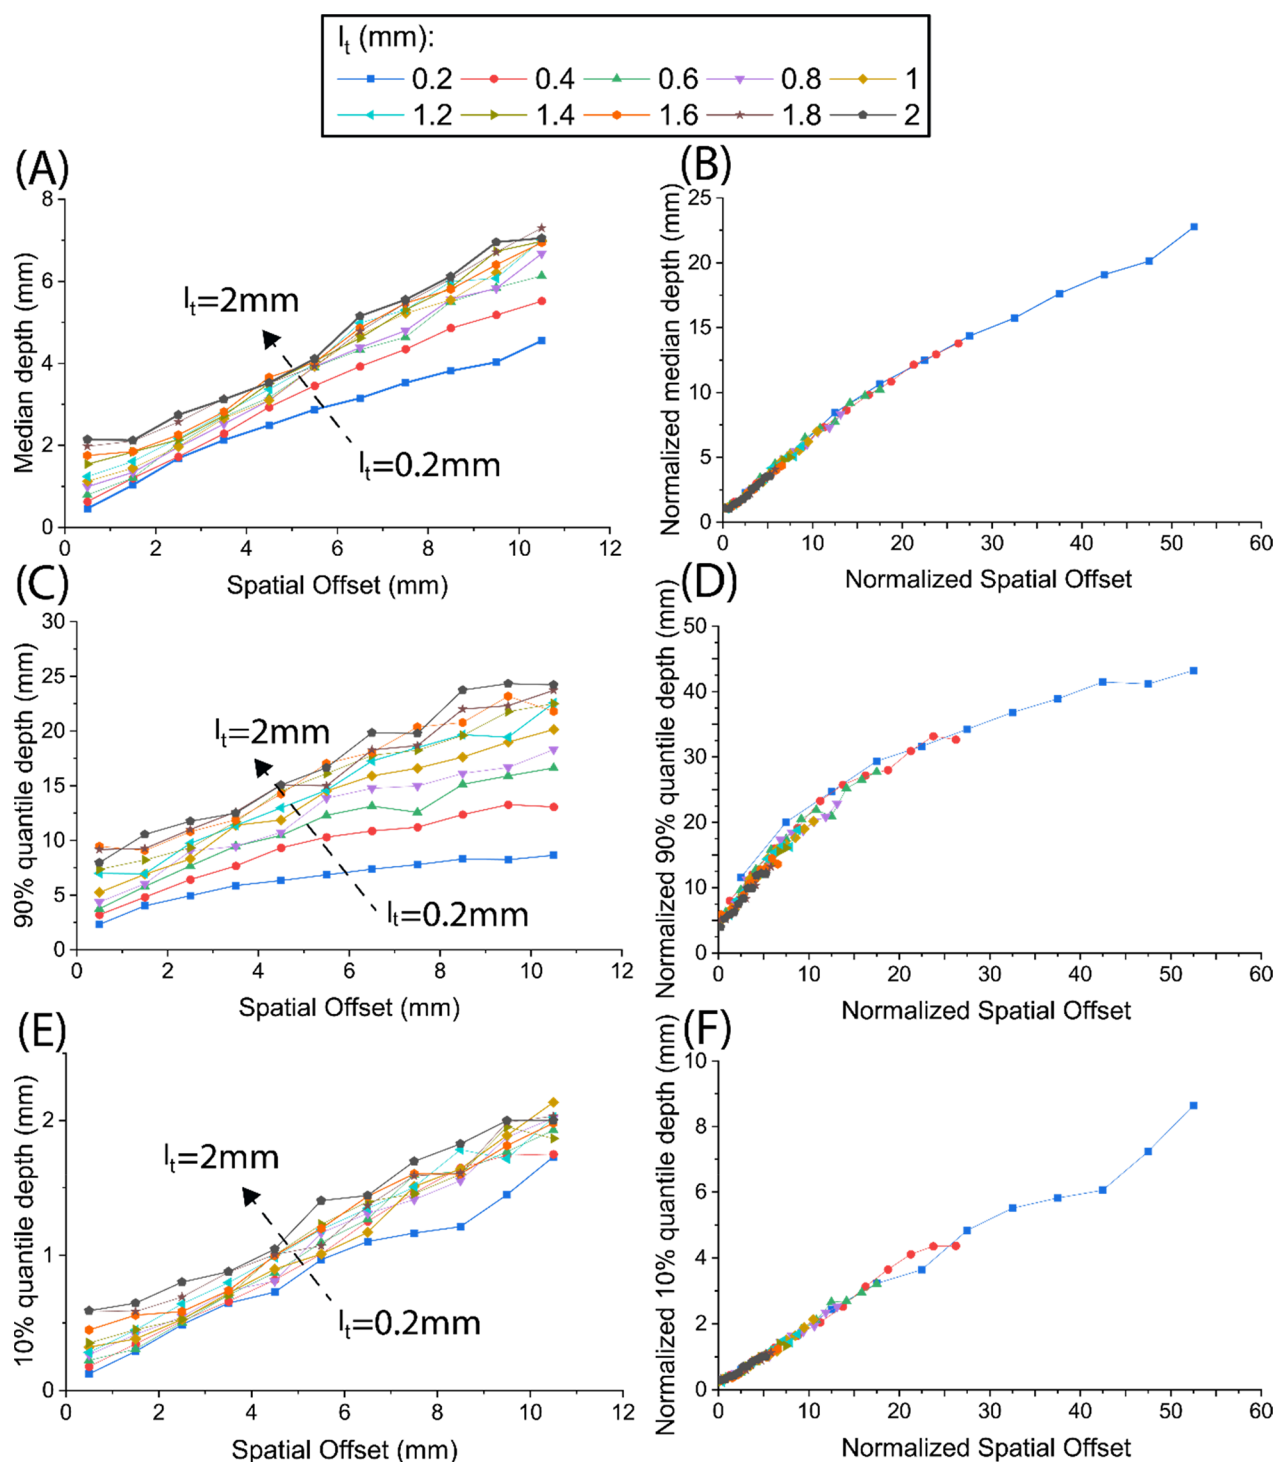 lt (mm):
0.2 0.4 0.6 0.8 1
1.2 1.4 1.6 1.8 2
(A)
Median depth (mm)
8
6
4
2
0
lt=2mm
lt=0.2mm
0 2 4 6 8 10 12
Spatial Offset (mm)
(B)
Normalized median depth (mm)
25
20
15
10
5
0
0 10 20 30 40 50 60
Normalized Spatial Offset
(C)
90% quantile depth (mm)
30
25
20
15
10
5
0
lt=2mm
lt=0.2mm
0 2 4 6 8 10 12
Spatial Offset (mm)
(D)
Normalized 90% quantile depth (mm)
50
40
30
20
10
0
0 10 20 30 40 50 60
Normalized Spatial Offset
(E)
10% quantile depth (mm)
2
1
0
lt=2mm
lt=0.2mm
0 2 4 6 8 10 12
Spatial Offset (mm)
(F)
Normalized 10% quantile depth (mm)
10
8
6
4
2
0
0 10 20 30 40 50 60
Normalized Spatial Offset